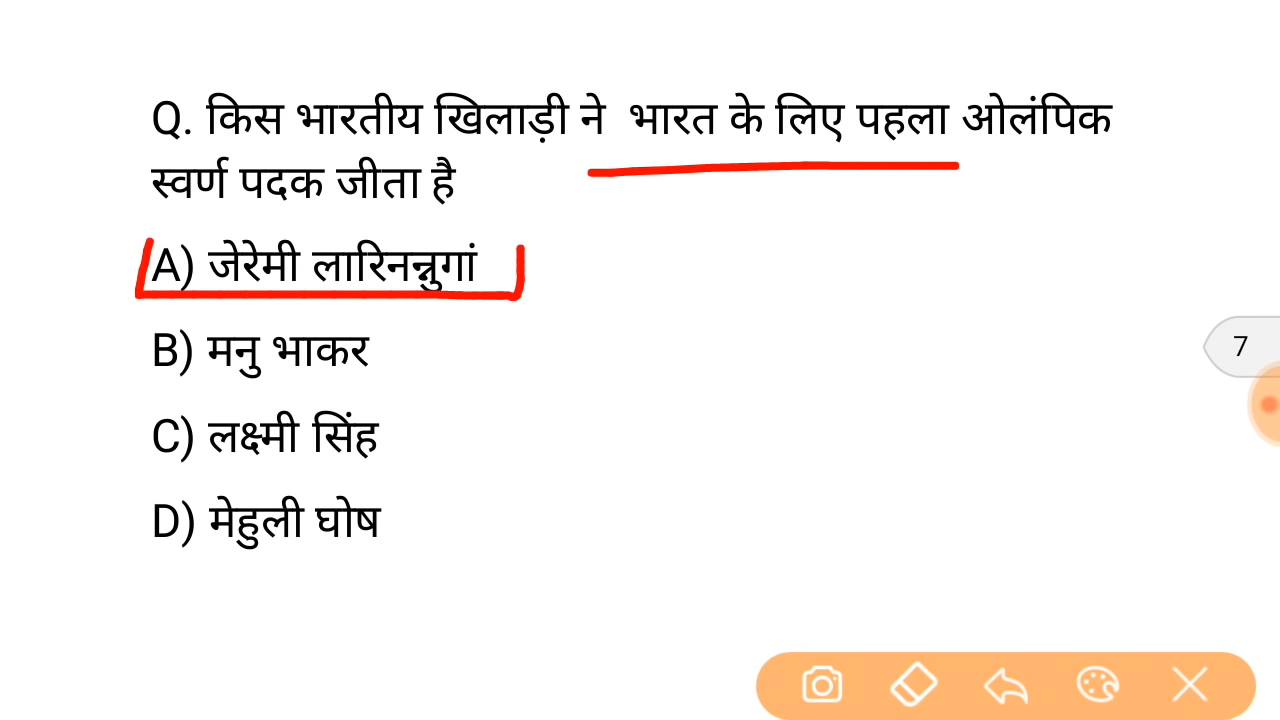 Q. किस भारतीय खिलाड़ी ने भारत के लिए पहला ओलंपिक
स्वर्ण पदक जीता है
A) जेरेमी लारिनन्नुगां
B) मनु भाकर
C) लक्ष्मी सिंह
D) मेहुली घोष
7